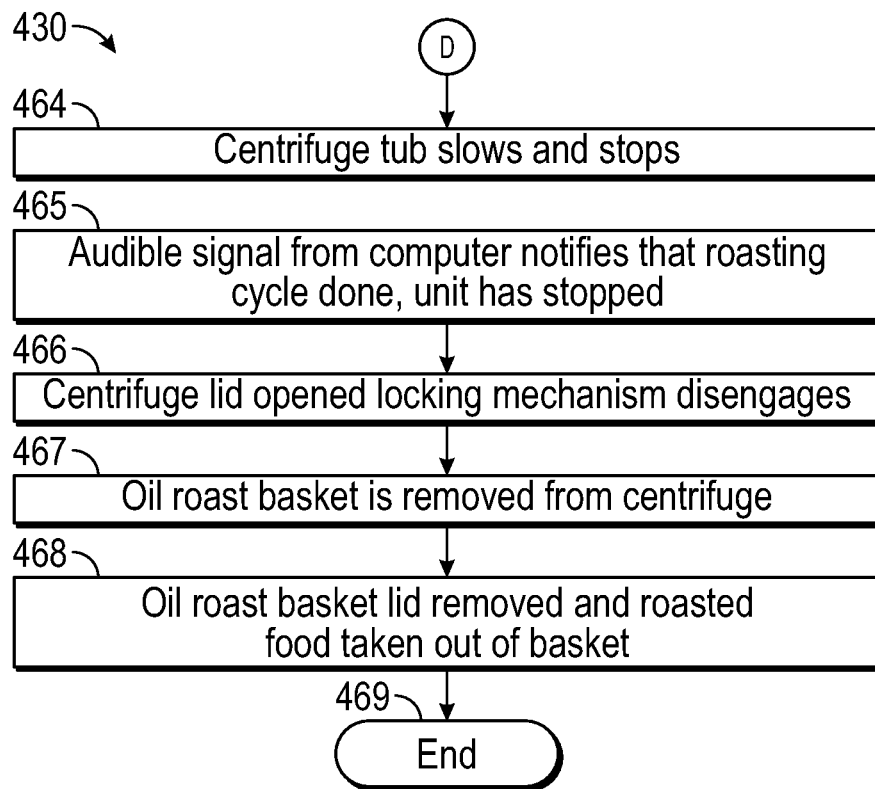 430
D
464
Centrifuge tub slows and stops
465
Audible signal from computer notifies that roasting
cycle done, unit has stopped
466
Centrifuge lid opened locking mechanism disengages
467
Oil roast basket is removed from centrifuge
468
Oil roast basket lid removed and roasted
food taken out of basket
469
End